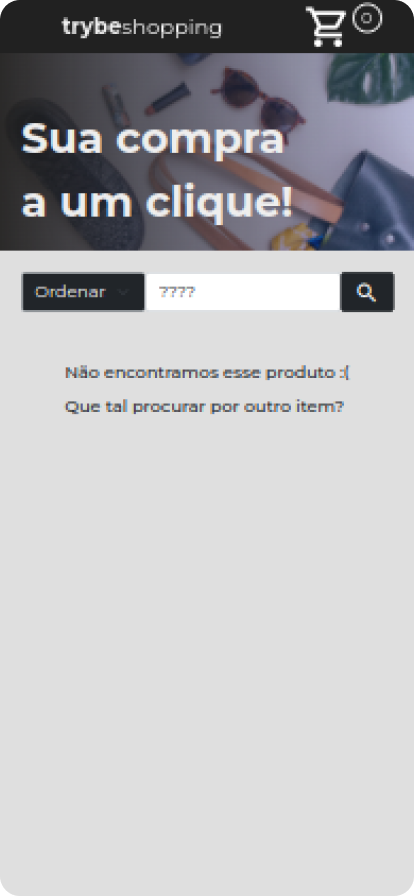 trybeshopping
0
Sua compra
a um clique!
Ordenar
????
Não encontramos esse produto :(
Que tal procurar por outro item?